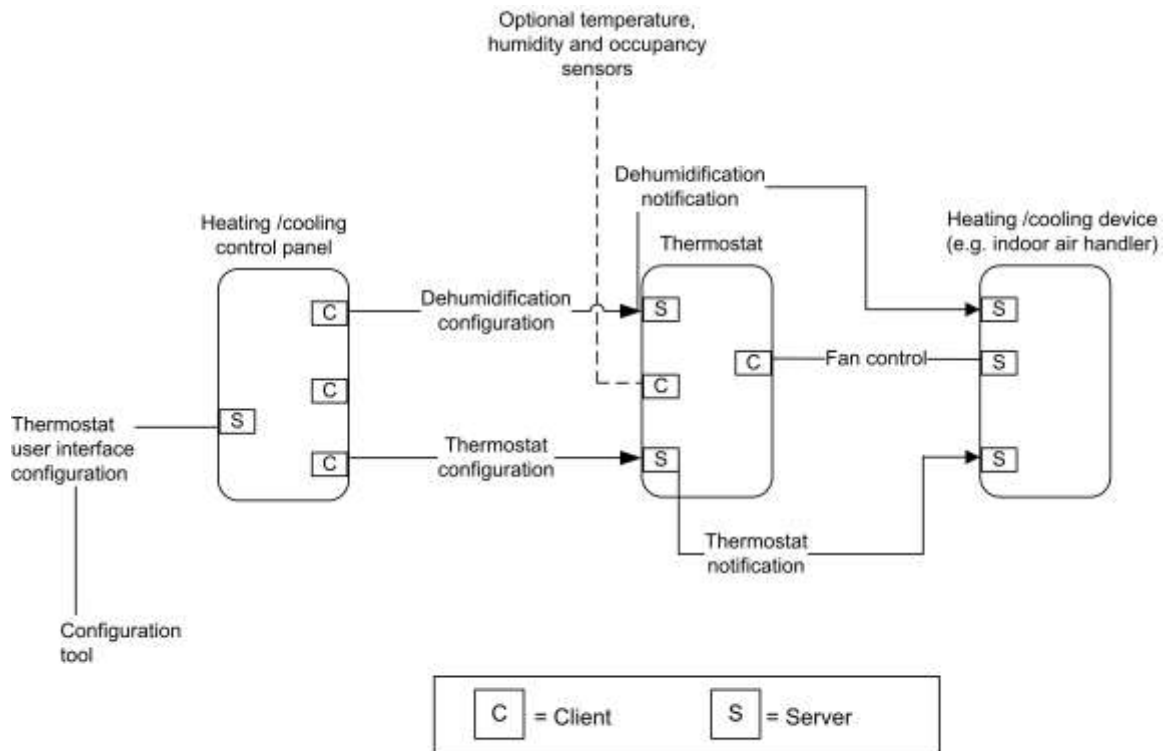 Optional temperature,
humidity and occupancy
sensors
Dehumidification
notification
Heating /cooling
control panel
Thermostat
Heating /cooling device
(e.g. indoor air handler)
C
Dehumidification
configuration
S
S
C
C
C
Fan control
S
S
Thermostat
user interface
configuration
C
Thermostat
configuration
S
S
Thermostat
notification
Configuration
tool
C = Client
S = Server